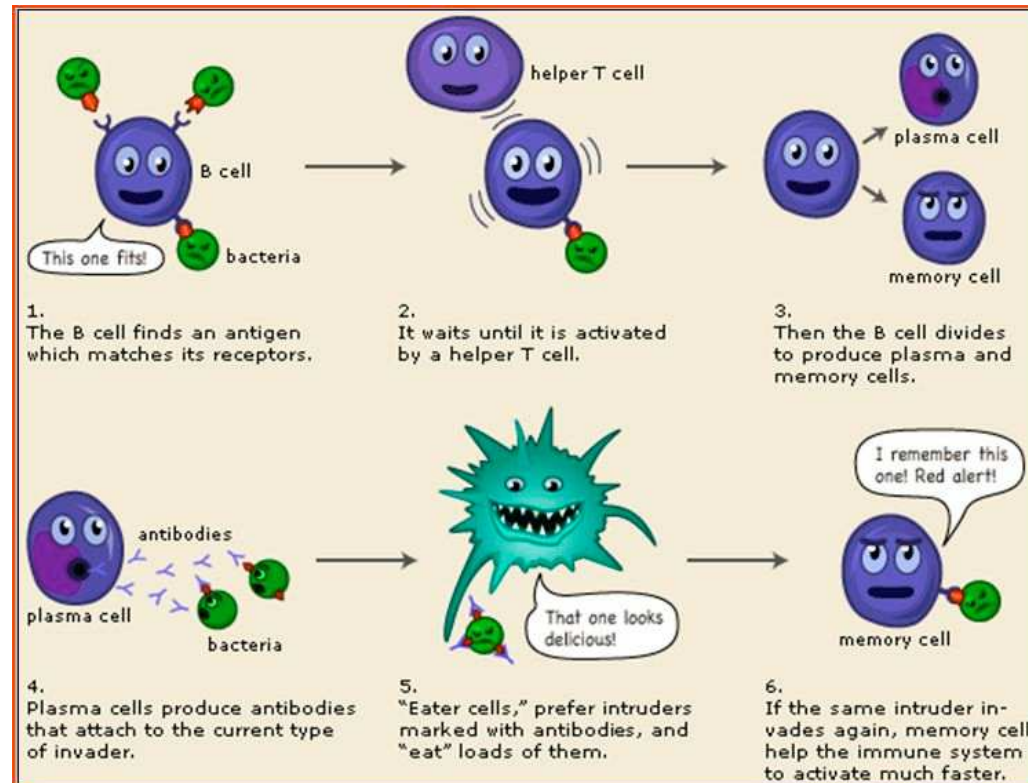 helper T cell
B cell
This one fits!
bacteria
plasma cell
memory cell
1.
The B cell finds an antigen
which matches its receptors.
2.
It waits until it is activated
by a helper T cell.
3.
Then the B cell divides
to produce plasma and
memory cells.
antibodies
plasma cell
bacteria
That one looks
delicious!
I remember this
one! Red alert!
memory cell
4.
Plasma cells produce antibodies
that attach to the current type
of invader.
5.
“Eater cells,” prefer intruders
marked with antibodies, and
“eat” loads of them.
6.
If the same intruder in-
vades again, memory cell
help the immune system
to activate much faster.